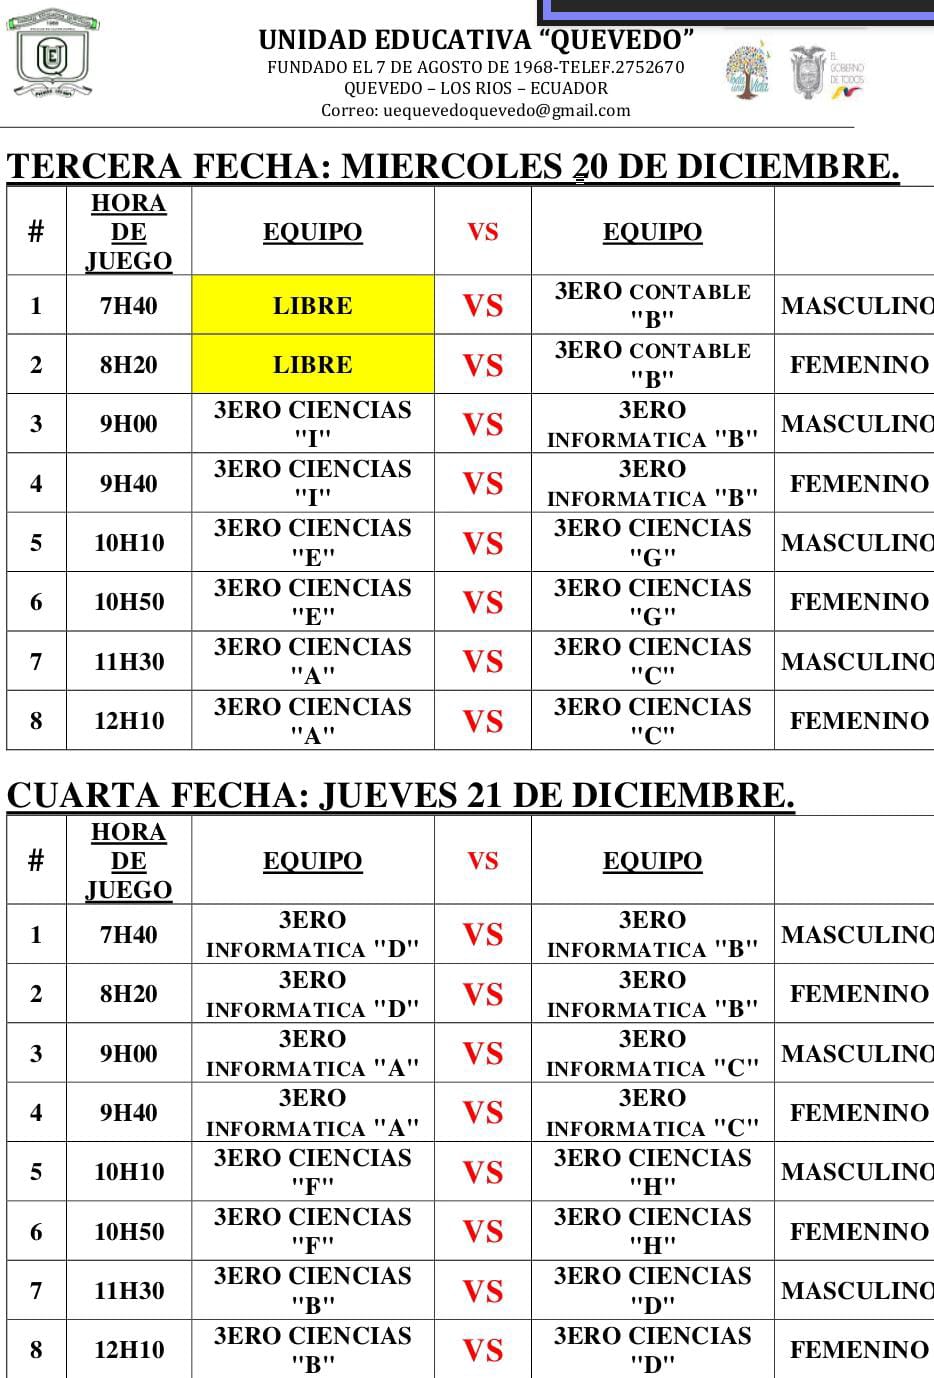 UNIDAD EDUCATIVA “QUEVEDO”
FUNDADO EL 7 DE AGOSTO DE 1968-TELEF.2752670
QUEVEDO – LOS RIOS – ECUADOR
Correo: uequevedoquevedo@gmail.com
EL
GOBIERNO
DE TODOS
TERCERA FECHA: MIERCOLES 20 DE DICIEMBRE.
# HORA DE JUEGO EQUIPO VS EQUIPO
1 7H40 LIBRE VS 3ERO CONTABLE "B" MASCULINO
2 8H20 LIBRE VS 3ERO CONTABLE "B" FEMENINO
3 9H00 3ERO CIENCIAS "I" VS 3ERO INFORMATICA "B" MASCULINO
4 9H40 3ERO CIENCIAS "I" VS 3ERO INFORMATICA "B" FEMENINO
5 10H10 3ERO CIENCIAS "E" VS 3ERO CIENCIAS "G" MASCULINO
6 10H50 3ERO CIENCIAS "E" VS 3ERO CIENCIAS "G" FEMENINO
7 11H30 3ERO CIENCIAS "A" VS 3ERO CIENCIAS "C" MASCULINO
8 12H10 3ERO CIENCIAS "A" VS 3ERO CIENCIAS "C" FEMENINO
CUARTA FECHA: JUEVES 21 DE DICIEMBRE.
# HORA DE JUEGO EQUIPO VS EQUIPO
1 7H40 3ERO INFORMATICA "D" VS 3ERO INFORMATICA "B" MASCULINO
2 8H20 3ERO INFORMATICA "D" VS 3ERO INFORMATICA "B" FEMENINO
3 9H00 3ERO INFORMATICA "A" VS 3ERO INFORMATICA "C" MASCULINO
4 9H40 3ERO INFORMATICA "A" VS 3ERO INFORMATICA "C" FEMENINO
5 10H10 3ERO CIENCIAS "F" VS 3ERO CIENCIAS "H" MASCULINO
6 10H50 3ERO CIENCIAS "F" VS 3ERO CIENCIAS "H" FEMENINO
7 11H30 3ERO CIENCIAS "B" VS 3ERO CIENCIAS "D" MASCULINO
8 12H10 3ERO CIENCIAS "B" VS 3ERO CIENCIAS "D" FEMENINO